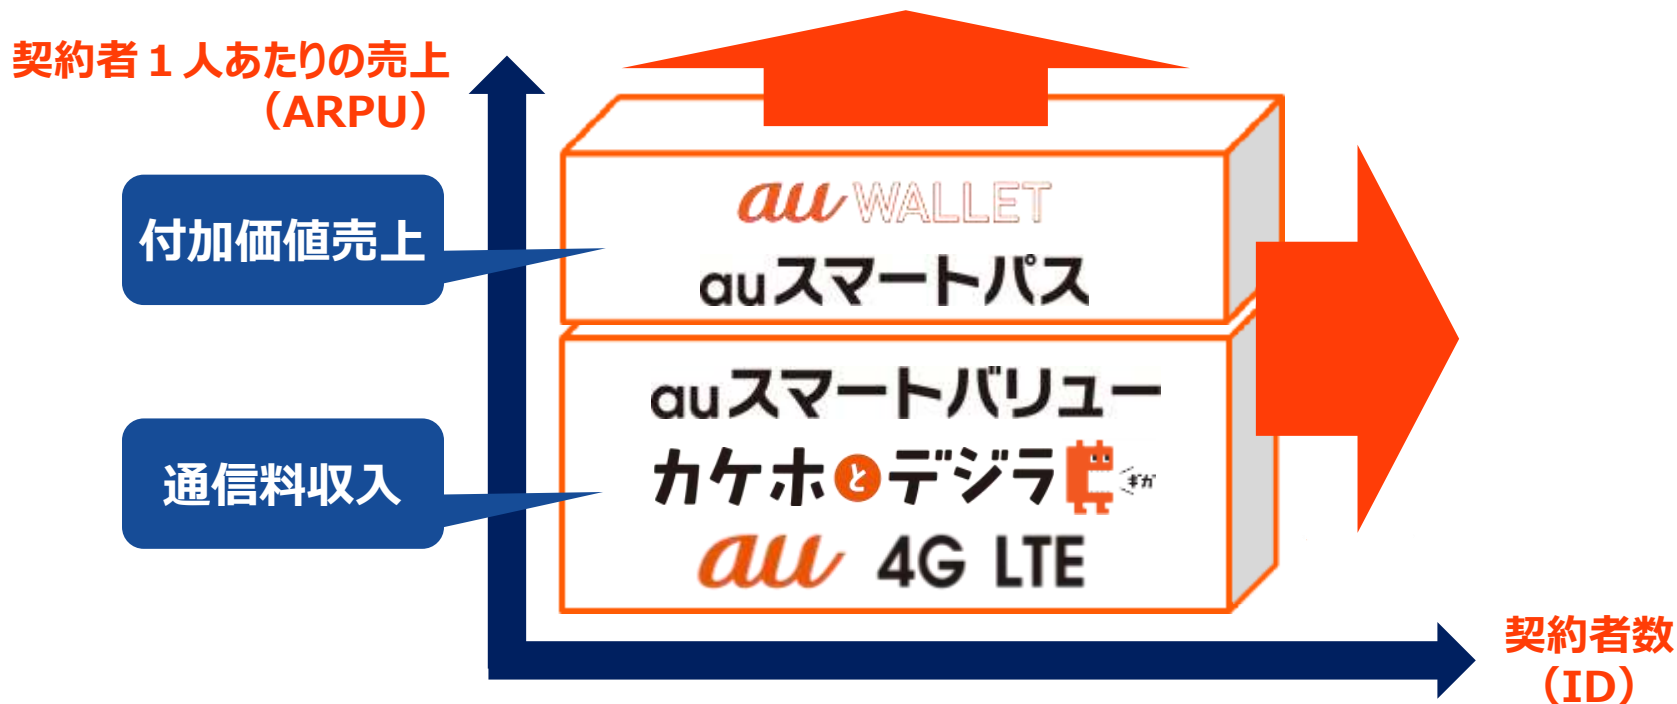 契約者１人あたりの売上
（ARPU）
付加価値売上
au WALLET
auスマートパス
auスマートバリュー
通信料収入
カケホとデジラ ギガ
au 4G LTE
契約者数
（ID）